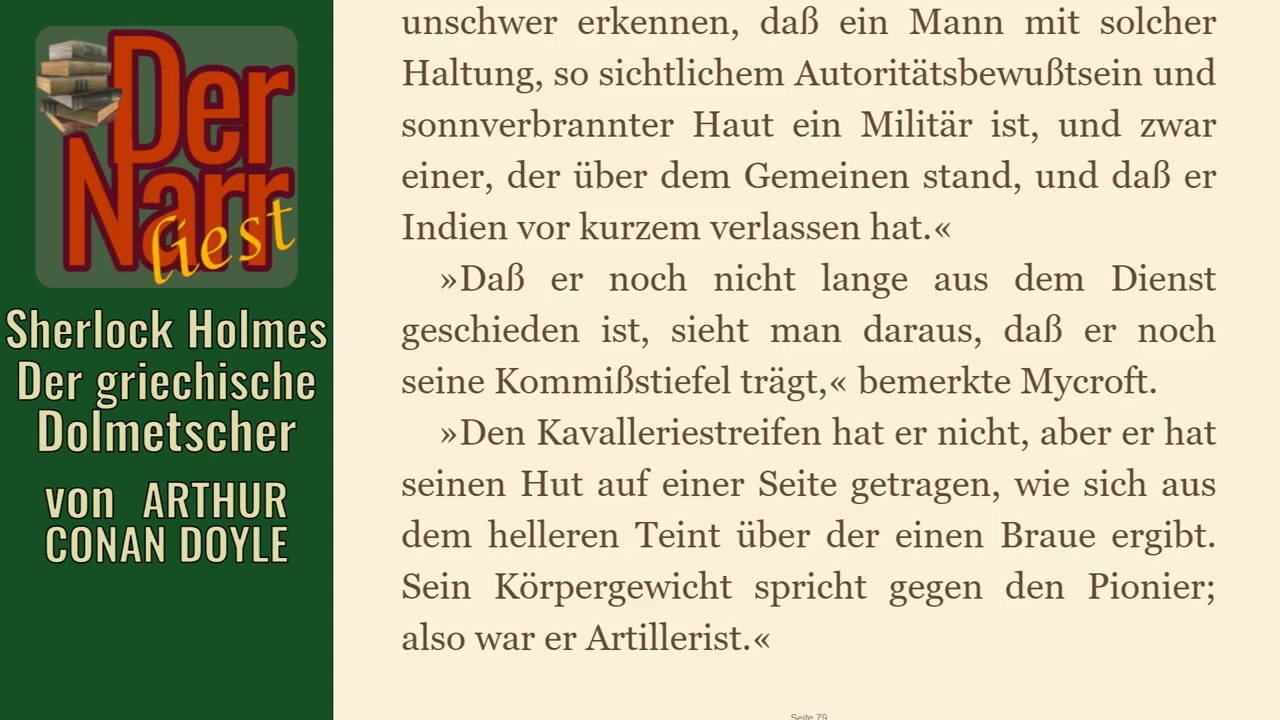 Der
Narr
liest
Sherlock Holmes
Der griechische
Dolmetscher
von ARTHUR
CONAN DOYLE
unschwer erkennen, daß ein Mann mit solcher
Haltung, so sichtlichem Autoritätsbewußtsein und
sonnverbrannter Haut ein Militär ist, und zwar
einer, der über dem Gemeinen stand, und daß er
Indien vor kurzem verlassen hat.«
»Daß er noch nicht lange aus dem Dienst
geschieden ist, sieht man daraus, daß er noch
seine Kommißstiefel trägt,« bemerkte Mycroft.
»Den Kavalleriestreifen hat er nicht, aber er hat
seinen Hut auf einer Seite getragen, wie sich aus
dem helleren Teint über der einen Braue ergibt.
Sein Körpergewicht spricht gegen den Pionier;
also war er Artillerist.«
Seite 79